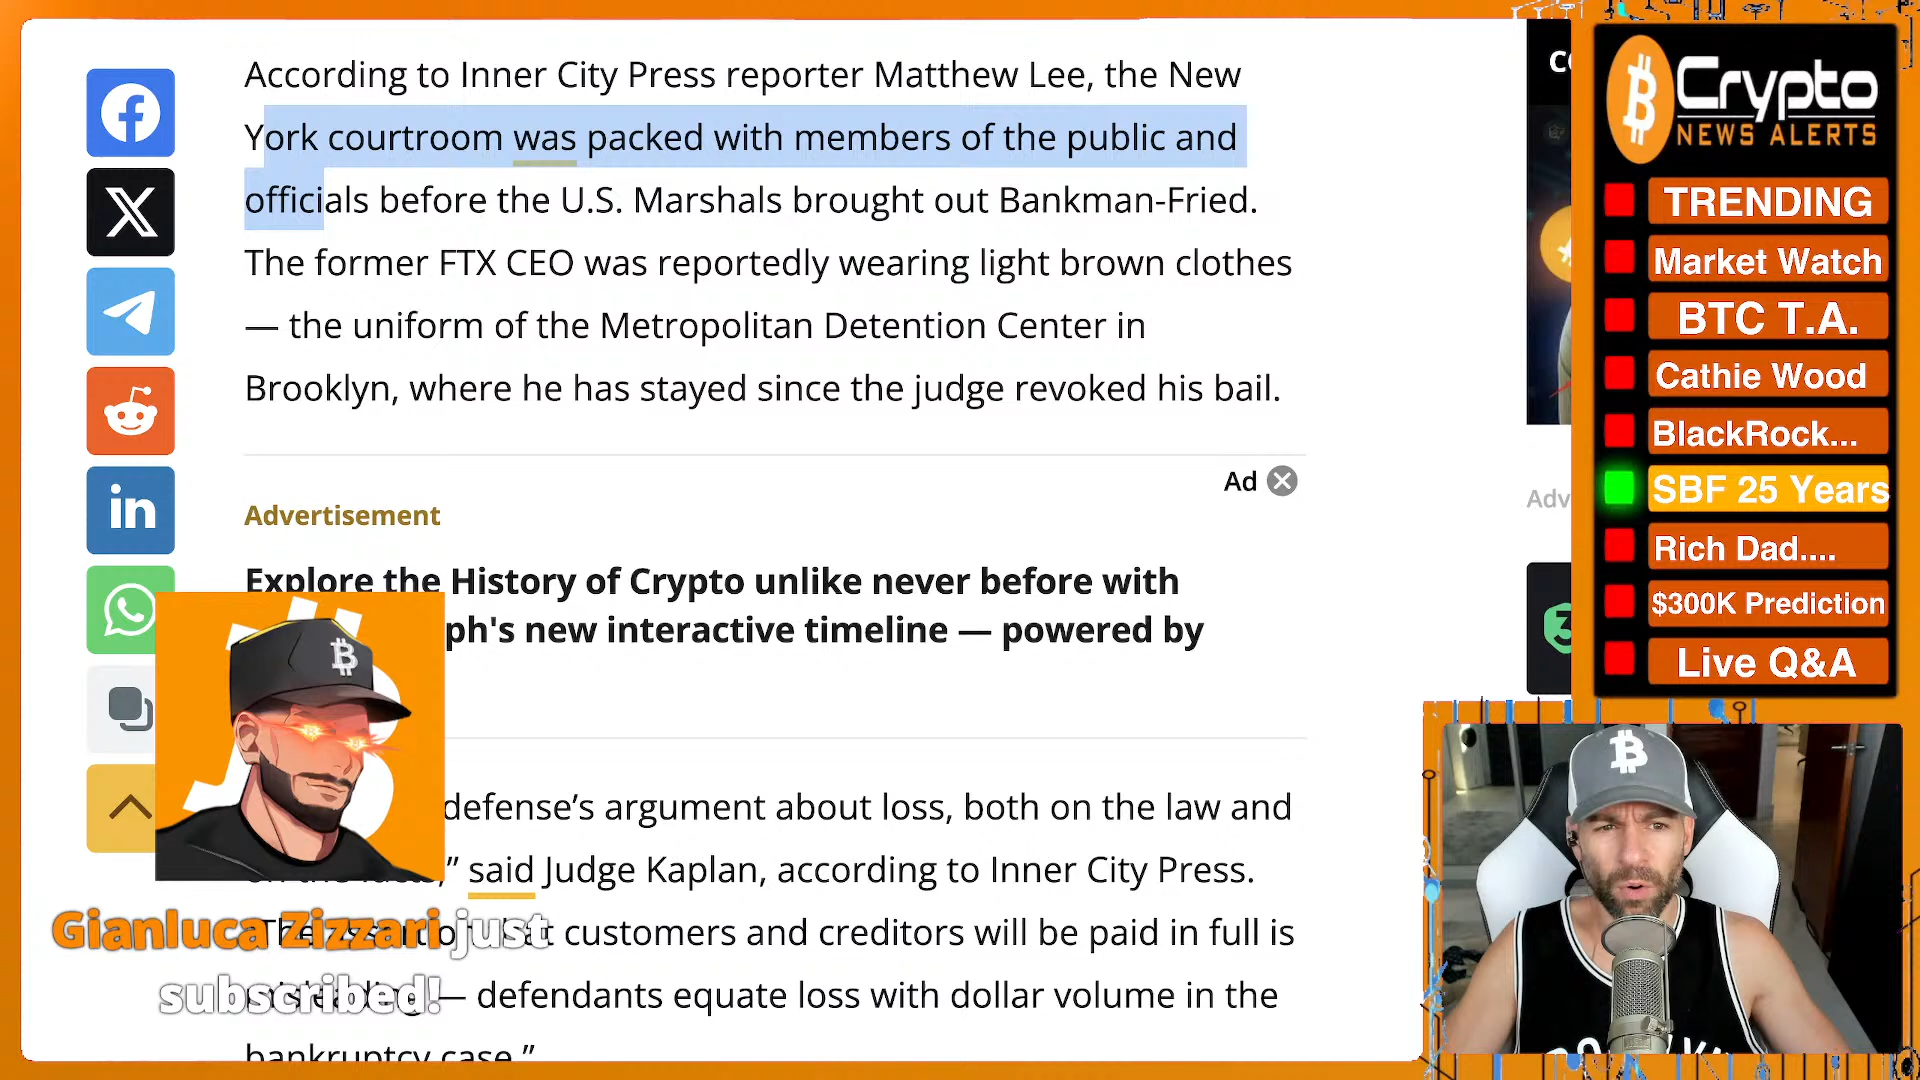 According to Inner City Press reporter Matthew Lee, the New
York courtroom was packed with members of the public and
officials before the U.S. Marshals brought out Bankman-Fried.
The former FTX CEO was reportedly wearing light brown clothes
— the uniform of the Metropolitan Detention Center in
Brooklyn, where he has stayed since the judge revoked his bail.
Ad
Advertisement
Explore the History of Crypto unlike never before with
ph's new interactive timeline — powered by
defense’s argument about loss, both on the law and
” said Judge Kaplan, according to Inner City Press.
customers and creditors will be paid in full is
— defendants equate loss with dollar volume in the
bankruptcy case.”
Gianluca Zizzari just
subscribed!
Adv
Crypto
NEWS ALERTS
TRENDING
Market Watch
BTC T.A.
Cathie Wood
BlackRock...
SBF 25 Years
Rich Dad....
$300K Prediction
Live Q&A